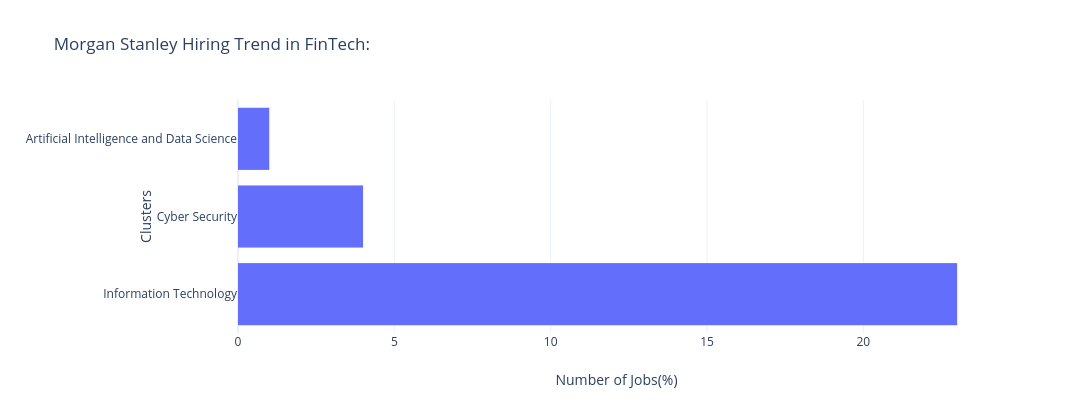 Morgan Stanley Hiring Trend in FinTech:
Artificial Intelligence and Data Science
Clusters
Cyber Security
Information Technology
0 5 10 15 20
Number of Jobs(%)